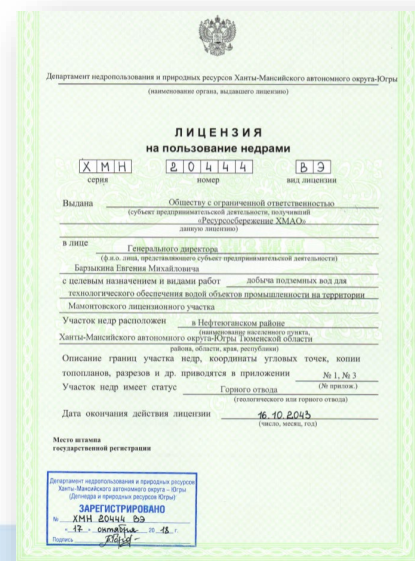 Департамент недропользования и природных ресурсов Ханты-Мансийского автономного округа-Югры
(наименование органа, выдавшего лицензию)
ЛИЦЕНЗИЯ
на пользование недрами
Х М Н 2 0 4 4 4 В Э
серия номер вид лицензии
Выдана Обществу с ограниченной ответственностью
(субъект предпринимательской деятельности, получивший
«Ресурсосбережение ХМАО»
данную лицензию)
в лице Генерального директора
(ф.и.о. лица, представляющего субъект предпринимательской деятельности)
Барзыкина Евгения Михайловича
с целевым назначением и видами работ добыча подземных вод для
технологического обеспечения водой объектов промышленности на территории
Мамонтовского лицензионного участка
Участок недр расположен в Нефтеюганском районе
(наименование населенного пункта,
Ханты-Мансийского автономного округа-Югры Тюменской области
района, области, края, республики)
Описание границ участка недр, координаты угловых точек, копии
топопланов, разрезов и др. приводятся в приложении № 1, № 3
(№ прилож.)
Участок недр имеет статус Горного отвода
(геологического или горного отвода)
Дата окончания действия лицензии 16.10.2043
(число, месяц, год)
Место штампа
государственной регистрации
Департамент недропользования и природных ресурсов
Ханты-Мансийского автономного округа – Югры
(Депнедра и природных ресурсов Югры)
ЗАРЕГИСТРИРОВАНО
№ ХМН 20444 ВЭ
«17» октября 2018 г.
Подпись